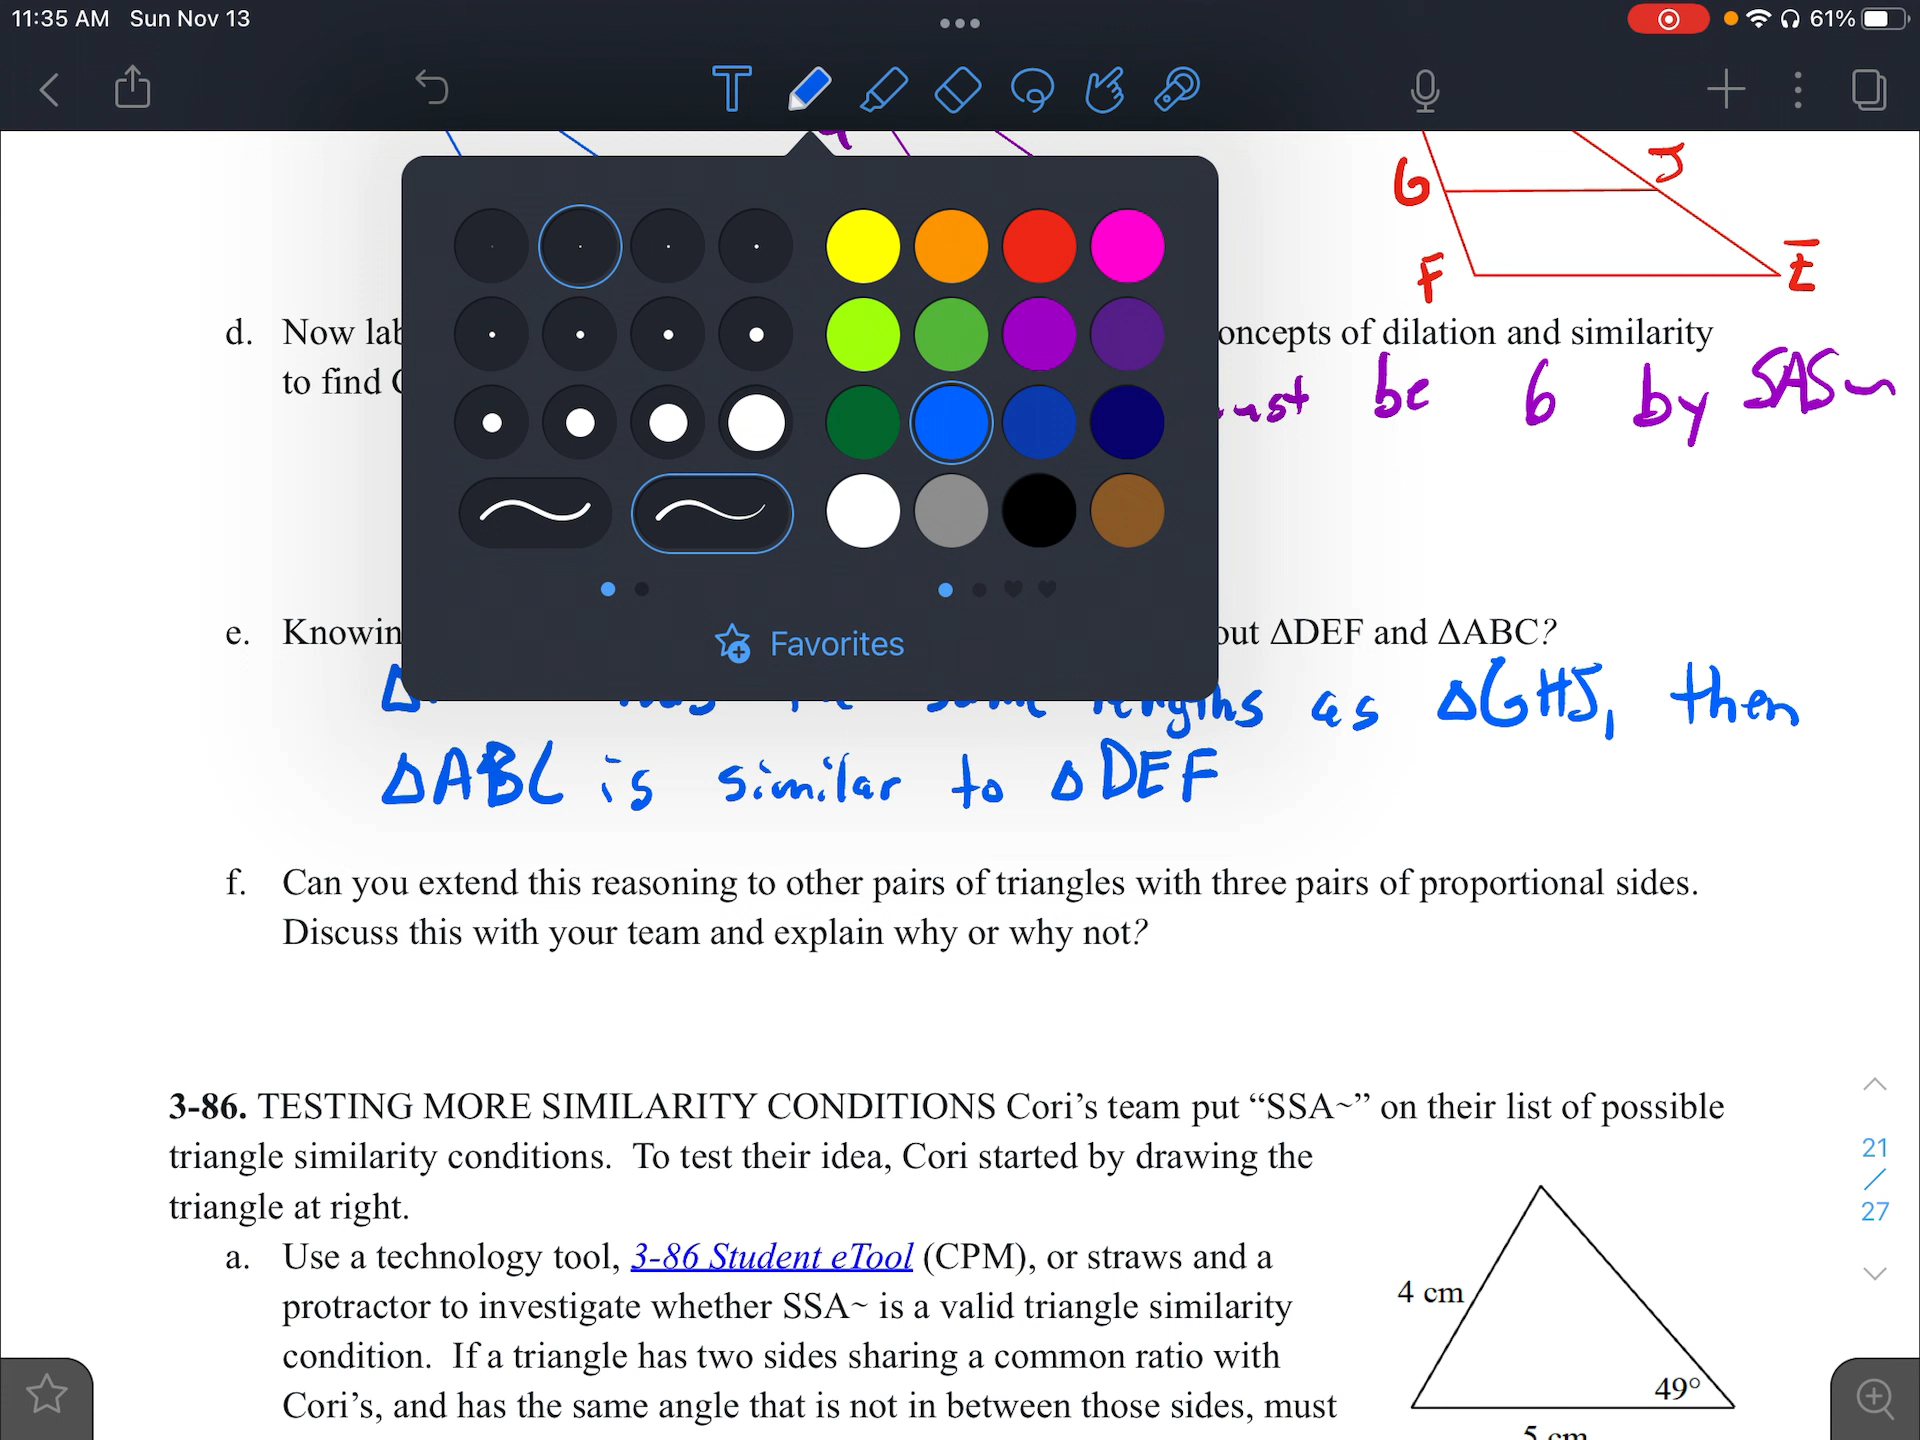 11:35 AM Sun Nov 13
61%
T
G
J
F
E
d. Now lab oncepts of dilation and similarity
to find
be 6 by SAS~
e. Knowin out ΔDEF and ΔABC?
lengths as ΔGHJ, then
ΔABC is similar to ΔDEF
Favorites
f. Can you extend this reasoning to other pairs of triangles with three pairs of proportional sides.
Discuss this with your team and explain why or why not?
3-86. TESTING MORE SIMILARITY CONDITIONS Cori's team put “SSA~” on their list of possible
triangle similarity conditions. To test their idea, Cori started by drawing the
triangle at right.
a. Use a technology tool, 3-86 Student eTool (CPM), or straws and a
protractor to investigate whether SSA~ is a valid triangle similarity
condition. If a triangle has two sides sharing a common ratio with
Cori's, and has the same angle that is not in between those sides, must
4 cm
49°
5 cm
21
/
27